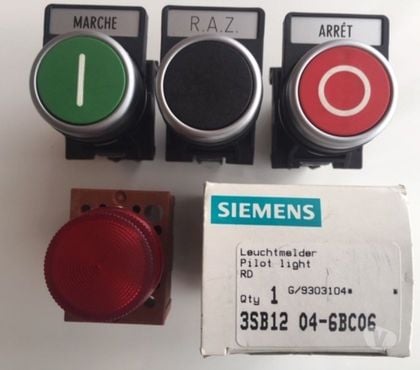 MARCHE
R.A.Z.
ARRÊT
SIEMENS
Leuchtmelder
Pilot light
RD
Qty 1 G/9303104*
3SB12 04-6BC06